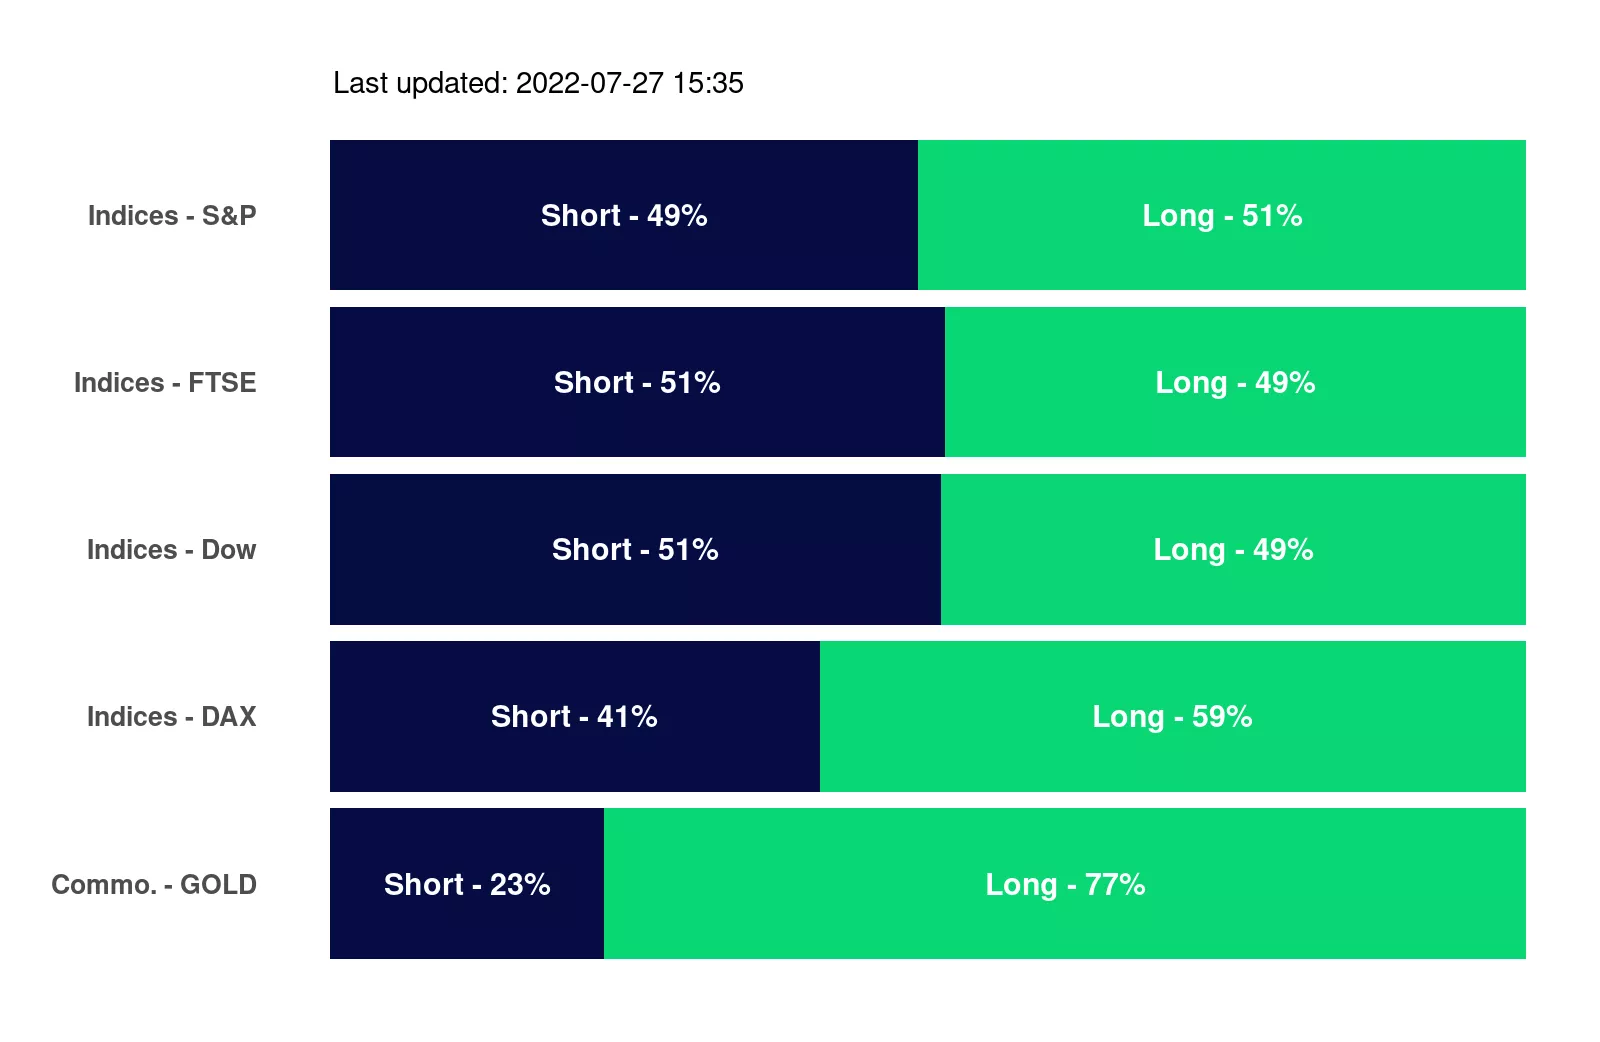 Last updated: 2022-07-27 15:35
Indices - S&P Short - 49% Long - 51%
Indices - FTSE Short - 51% Long - 49%
Indices - Dow Short - 51% Long - 49%
Indices - DAX Short - 41% Long - 59%
Commo. - GOLD Short - 23% Long - 77%